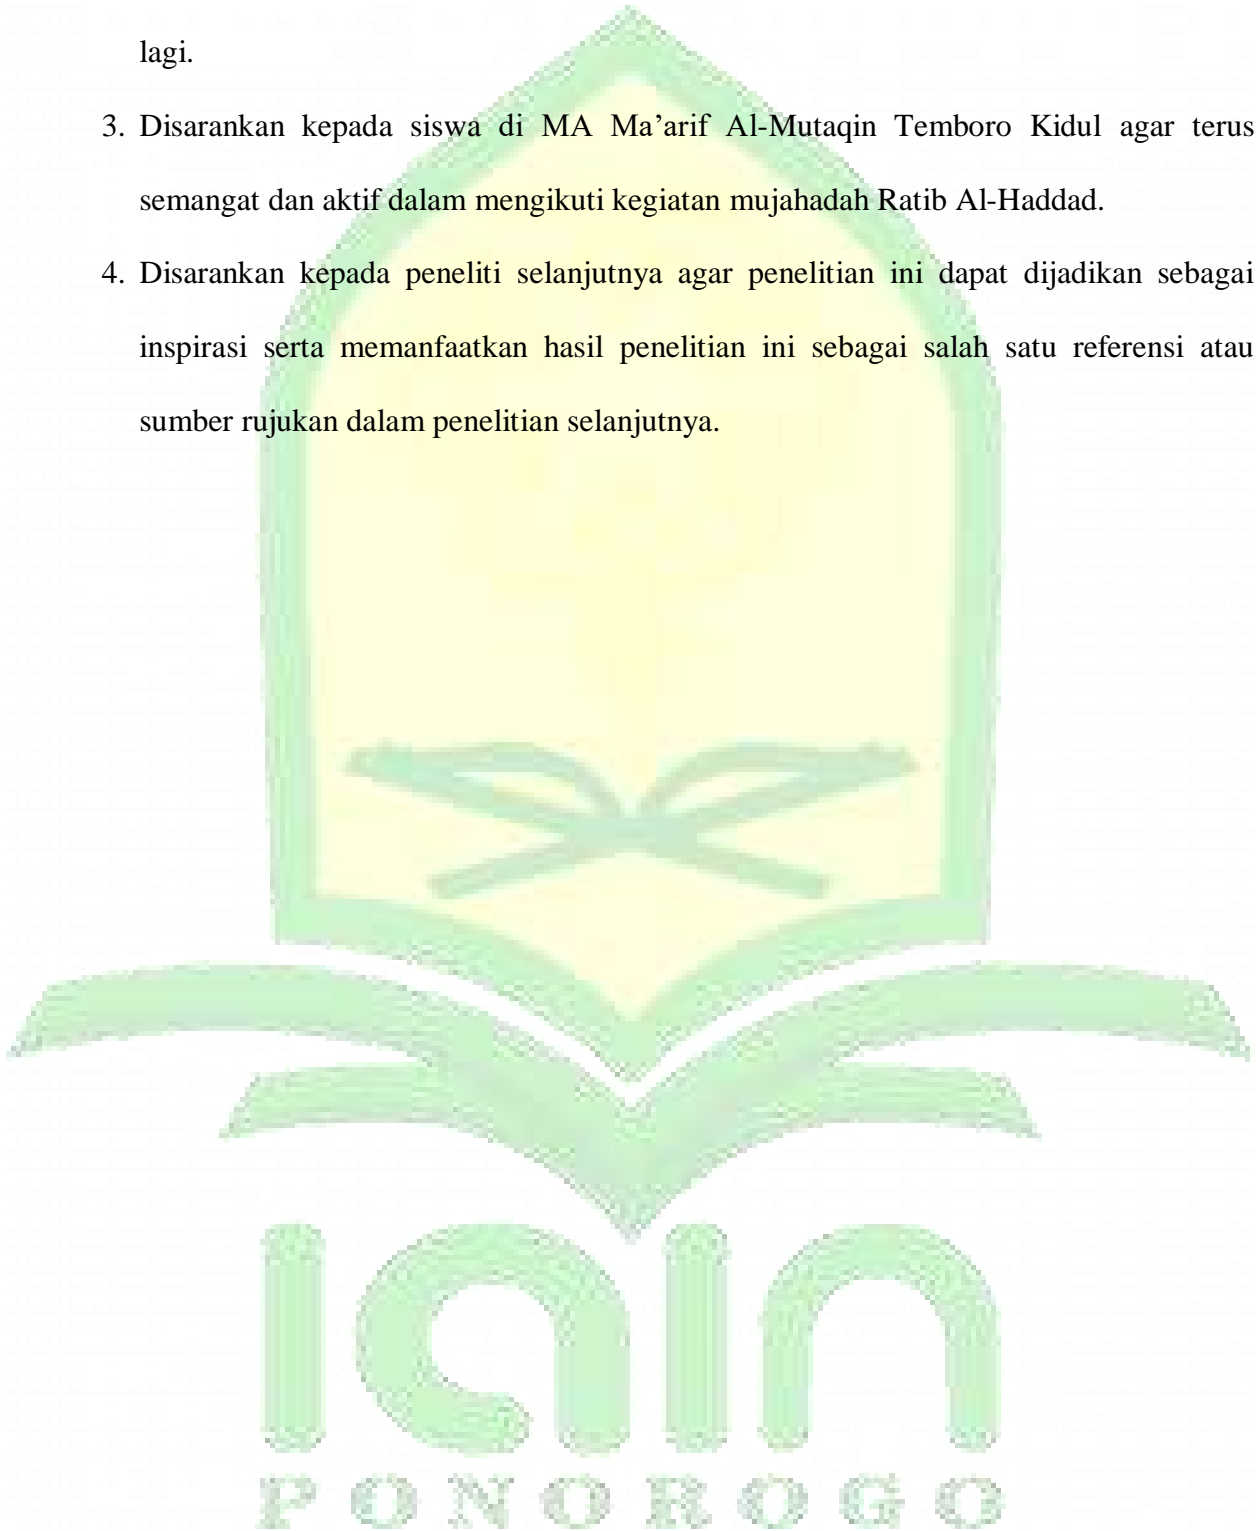 lagi.
3. Disarankan kepada siswa di MA Ma’arif Al-Mutaqin Temboro Kidul agar terus
semangat dan aktif dalam mengikuti kegiatan mujahadah Ratib Al-Haddad.
4. Disarankan kepada peneliti selanjutnya agar penelitian ini dapat dijadikan sebagai
inspirasi serta memanfaatkan hasil penelitian ini sebagai salah satu referensi atau
sumber rujukan dalam penelitian selanjutnya.
iain
PONOROGO